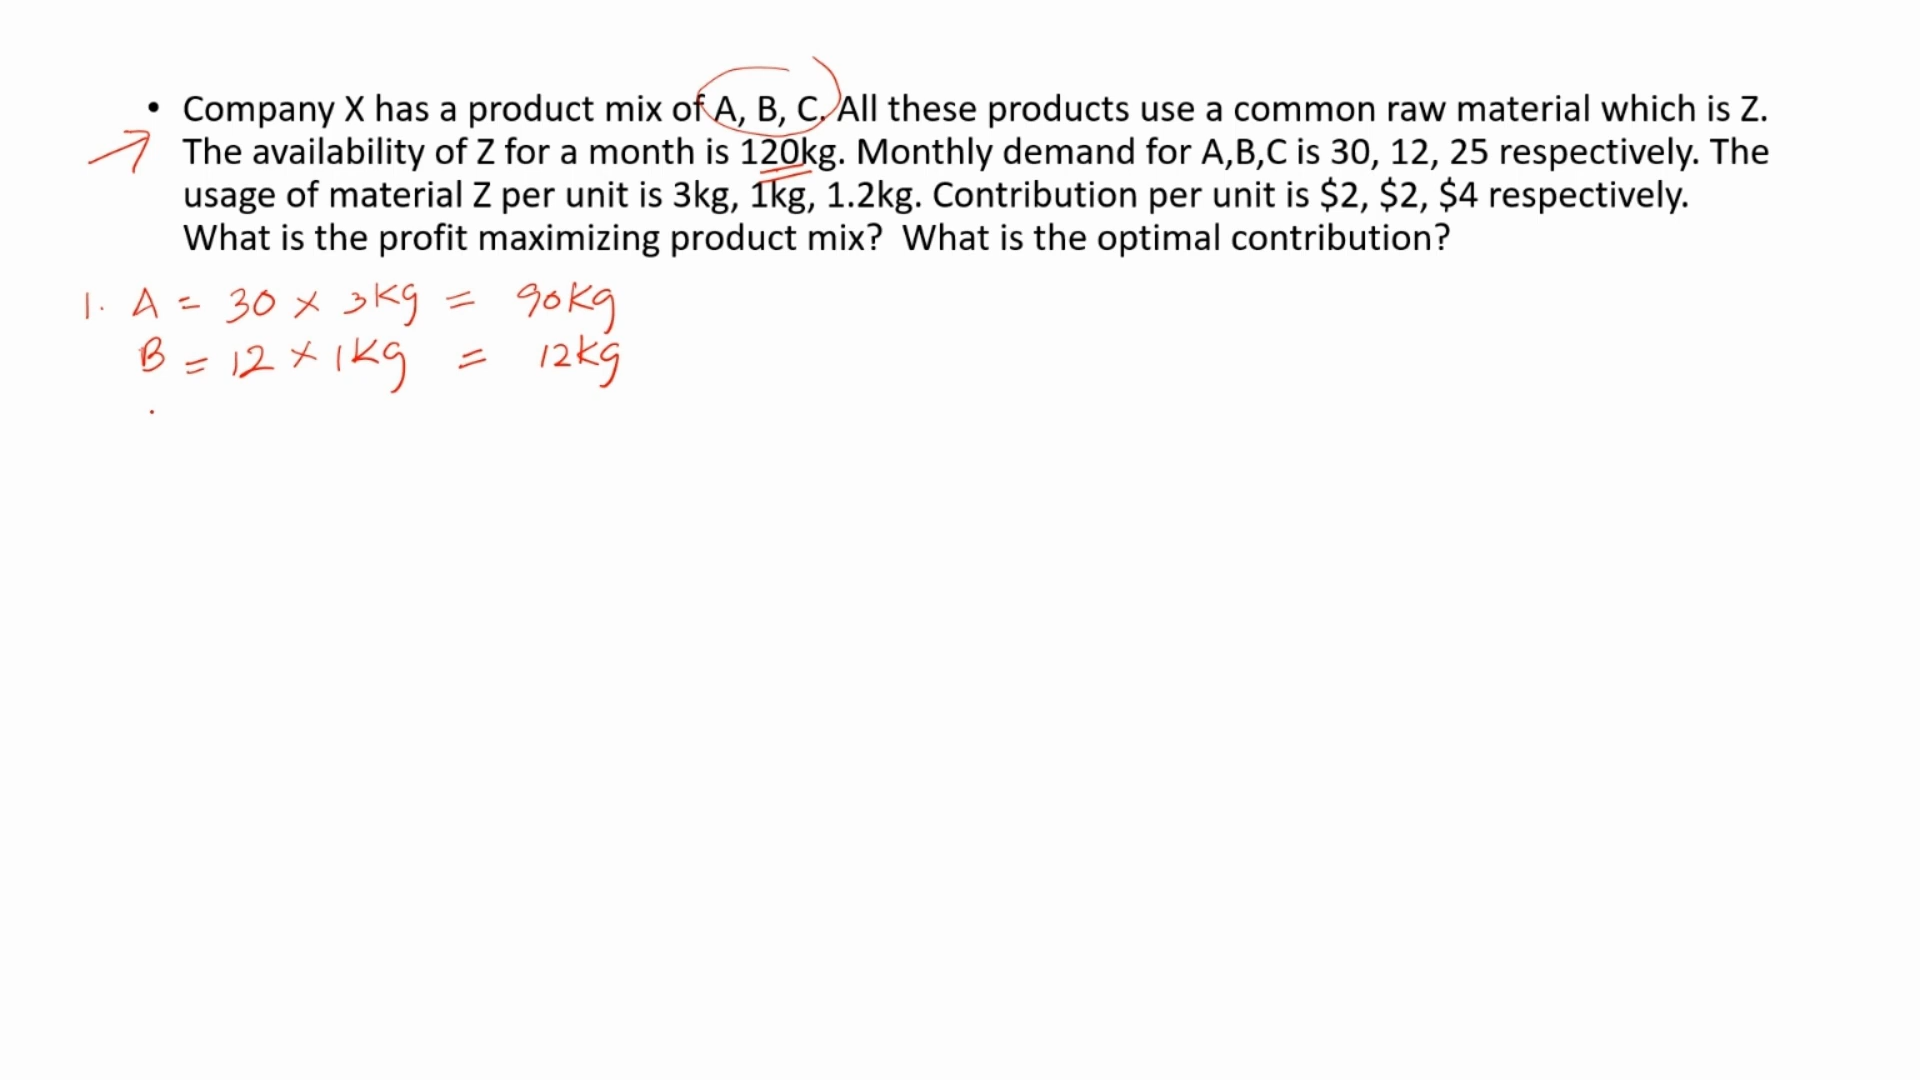 • Company X has a product mix of A, B, C. All these products use a common raw material which is Z.
The availability of Z for a month is 120kg. Monthly demand for A,B,C is 30, 12, 25 respectively. The
usage of material Z per unit is 3kg, 1kg, 1.2kg. Contribution per unit is $2, $2, $4 respectively.
What is the profit maximizing product mix?  What is the optimal contribution?
1. A = 30 × 3kg = 90kg
B = 12 × 1kg = 12kg